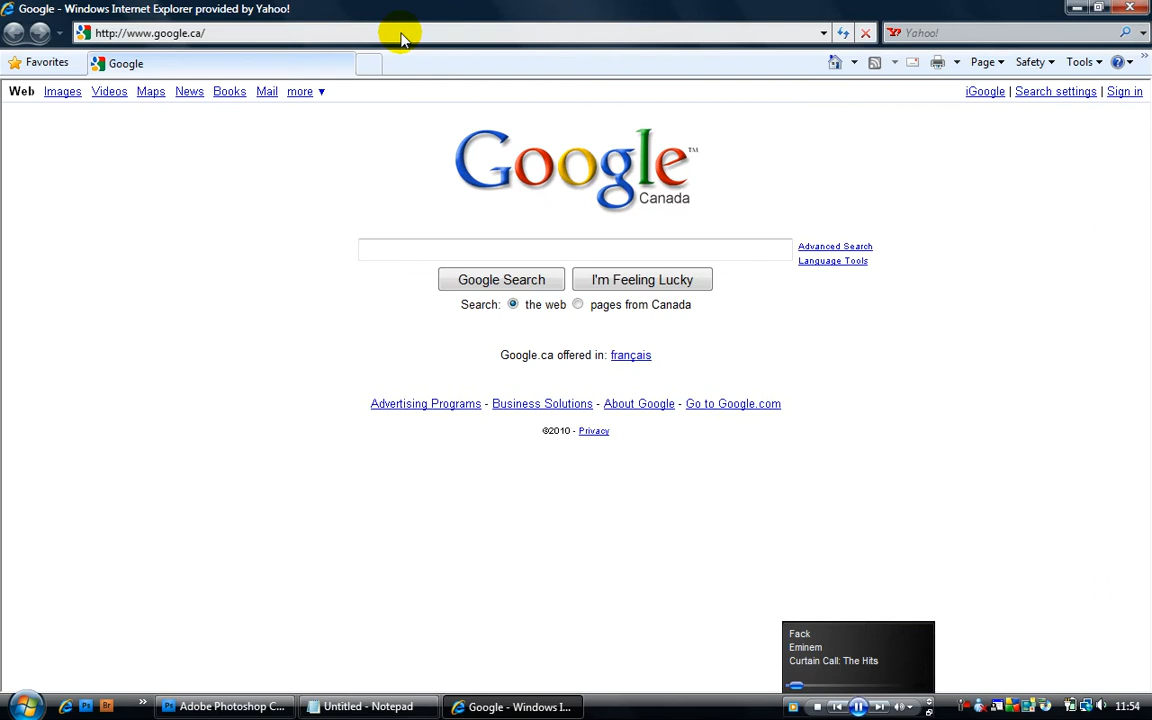 Google - Windows Internet Explorer provided by Yahoo!
http://www.google.ca/
Yahoo!
Favorites
Google
Page
Safety
Tools
Web Images Videos Maps News Books Mail more ▼
iGoogle | Search settings | Sign in
Google™
Canada
Advanced Search
Language Tools
Google Search
I'm Feeling Lucky
Search: the web pages from Canada
Google.ca offered in: français
Advertising Programs - Business Solutions - About Google - Go to Google.com
©2010 - Privacy
Fack
Eminem
Curtain Call: The Hits
Ps
Br
Ps Adobe Photoshop C...
Untitled - Notepad
Google - Windows I...
11:54